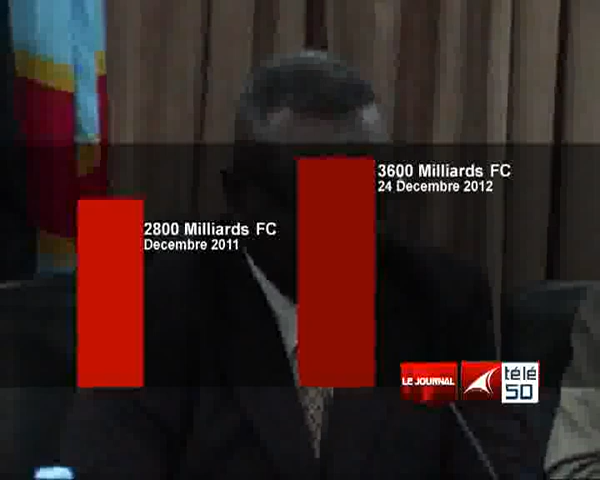 3600 Milliards FC
24 Decembre 2012
2800 Milliards FC
Decembre 2011
LE JOURNAL
télé
50